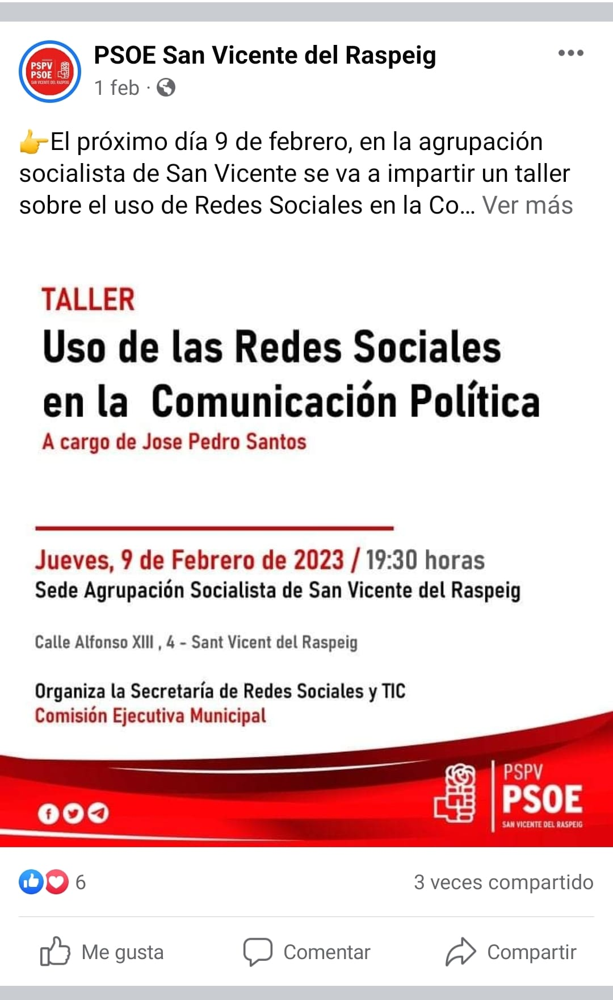 PSPV
PSOE
SAN VICENTE DEL RASPEIG
PSOE San Vicente del Raspeig
1 feb ·
👉El próximo día 9 de febrero, en la agrupación
socialista de San Vicente se va a impartir un taller
sobre el uso de Redes Sociales en la Co... Ver más
TALLER
Uso de las Redes Sociales
en la Comunicación Política
A cargo de Jose Pedro Santos
Jueves, 9 de Febrero de 2023 / 19:30 horas
Sede Agrupación Socialista de San Vicente del Raspeig
Calle Alfonso XIII , 4 - Sant Vicent del Raspeig
Organiza la Secretaría de Redes Sociales y TIC
Comisión Ejecutiva Municipal
PSPV
PSOE
SAN VICENTE DEL RASPEIG
6
3 veces compartido
Me gusta
Comentar
Compartir